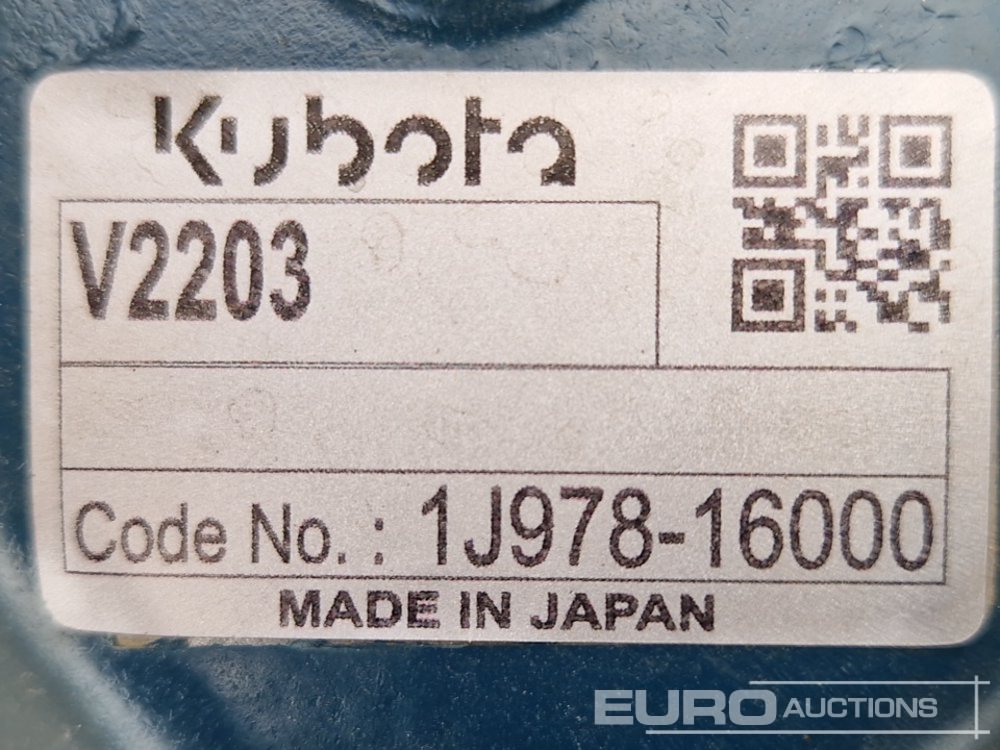 Kubota
V2203
Code No. : 1J978-16000
MADE IN JAPAN
EURO AUCTIONS